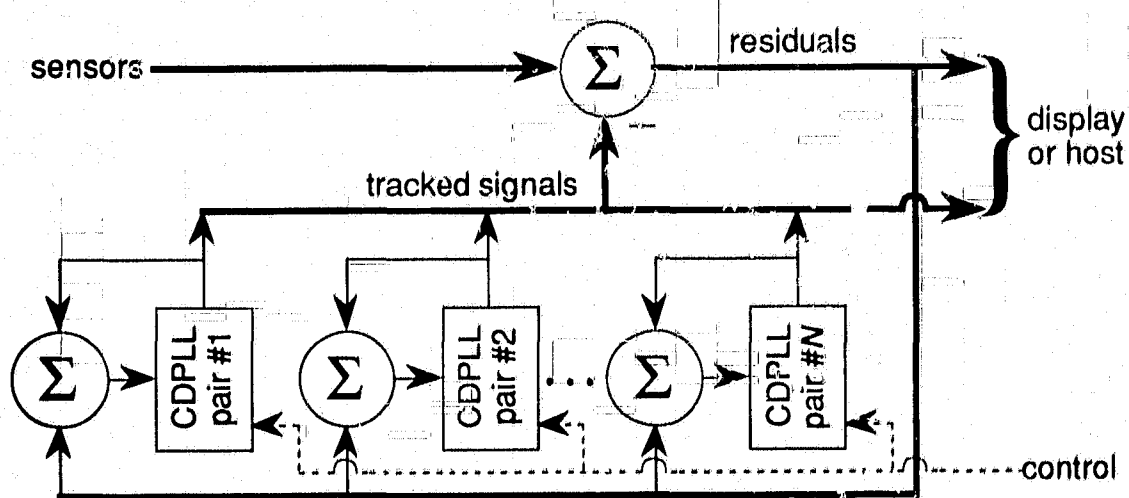 residuals
sensors
Σ
display
or host
tracked signals
Σ
CDPLL
pair #1
Σ
CDPLL
pair #2
....
Σ
CDPLL
pair #N
control